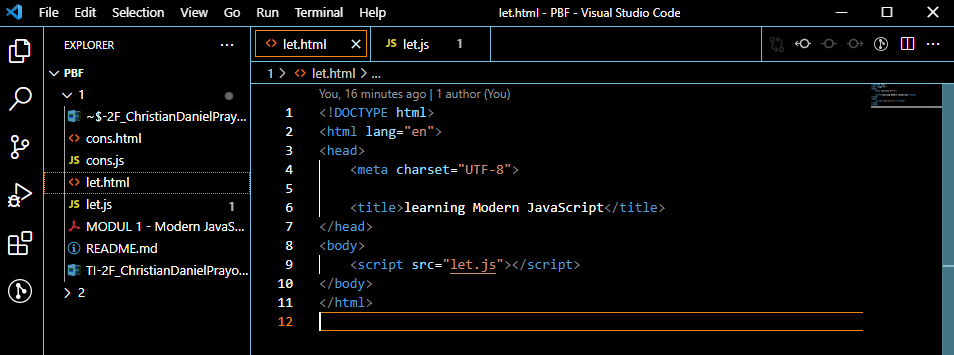 File Edit Selection View Go Run Terminal Help let.html - PBF - Visual Studio Code
EXPLORER ...
PBF
1
~$-2F_ChristianDanielPray...
cons.html
cons.js
let.html
let.js 1
MODUL 1 - Modern JavaS...
README.md
TI-2F_ChristianDanielPrayo...
2
let.html JS let.js 1
1 > let.html > ...
You, 16 minutes ago | 1 author (You)
1 <!DOCTYPE html>
2 <html lang="en">
3 <head>
4 <meta charset="UTF-8">
5
6 <title>learning Modern JavaScript</title>
7 </head>
8 <body>
9 <script src="let.js"></script>
10 </body>
11 </html>
12